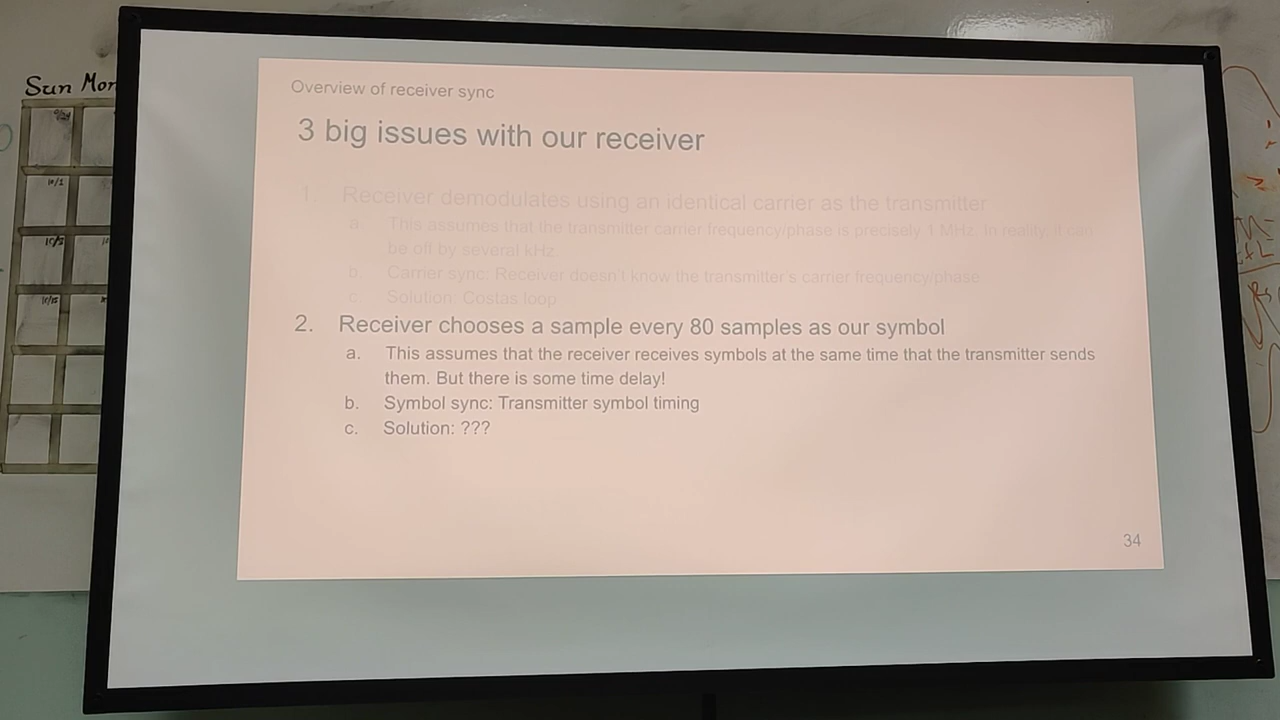 Sun Mon
Overview of receiver sync
3 big issues with our receiver
1. Receiver demodulates using an identical carrier as the transmitter
a. This assumes that the transmitter carrier frequency/phase is precisely 1 MHz. In reality, it can
be off by several kHz.
b. Carrier sync: Receiver doesn't know the transmitter's carrier frequency/phase
c. Solution: Costas loop
2. Receiver chooses a sample every 80 samples as our symbol
a. This assumes that the receiver receives symbols at the same time that the transmitter sends
them. But there is some time delay!
b. Symbol sync: Transmitter symbol timing
c. Solution: ???
34
10/1